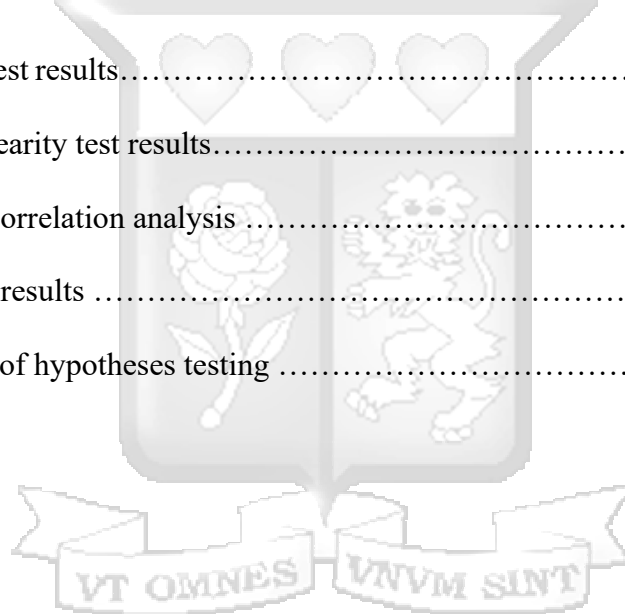 est results……………………………………………
earity test results……………………………………
orrelation analysis …………………………………
results ………………………………………………
of hypotheses testing ………………………………
VT OMNES VNVM SINT